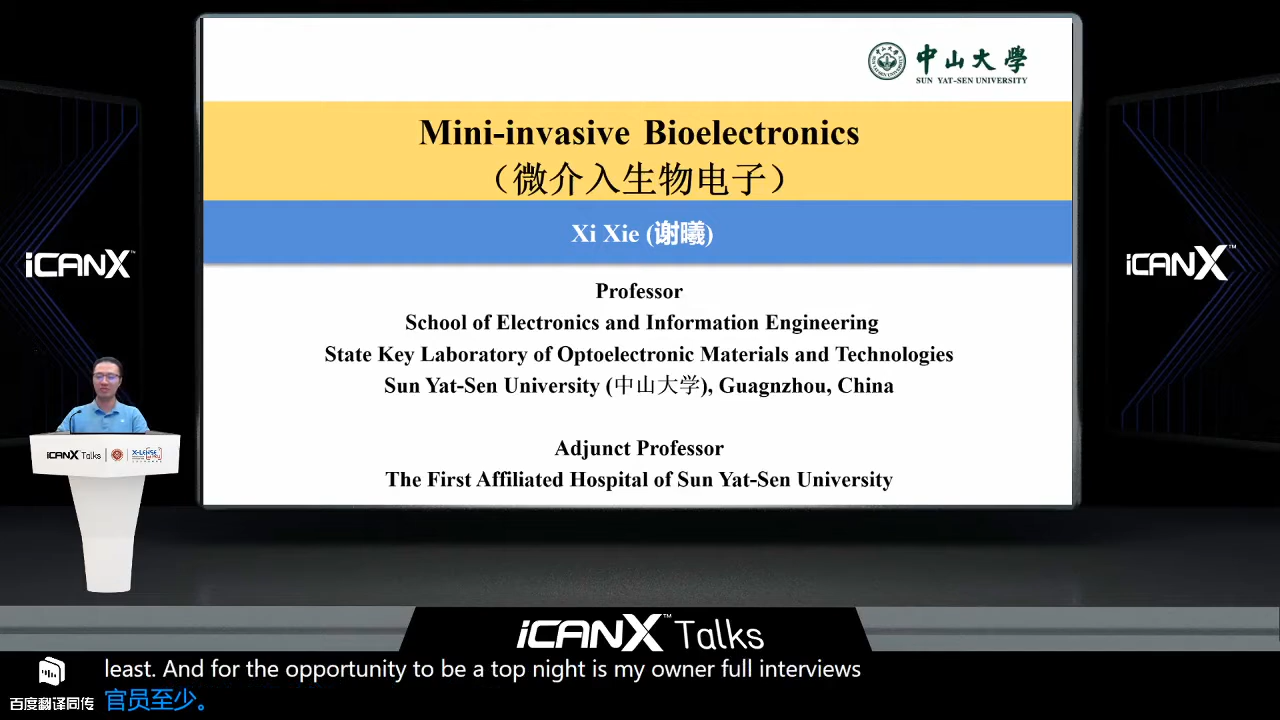 中山大學
SUN YAT-SEN UNIVERSITY
Mini-invasive Bioelectronics
（微介入生物电子）
Xi Xie (谢曦)
Professor
School of Electronics and Information Engineering
State Key Laboratory of Optoelectronic Materials and Technologies
Sun Yat-Sen University (中山大学), Guagnzhou, China
Adjunct Professor
The First Affiliated Hospital of Sun Yat-Sen University
iCANX™
iCANX™
iCANX Talks
X-LENSE
iCANX™ Talks
least. And for the opportunity to be a top night is my owner full interviews
百度翻译同传
官员至少。